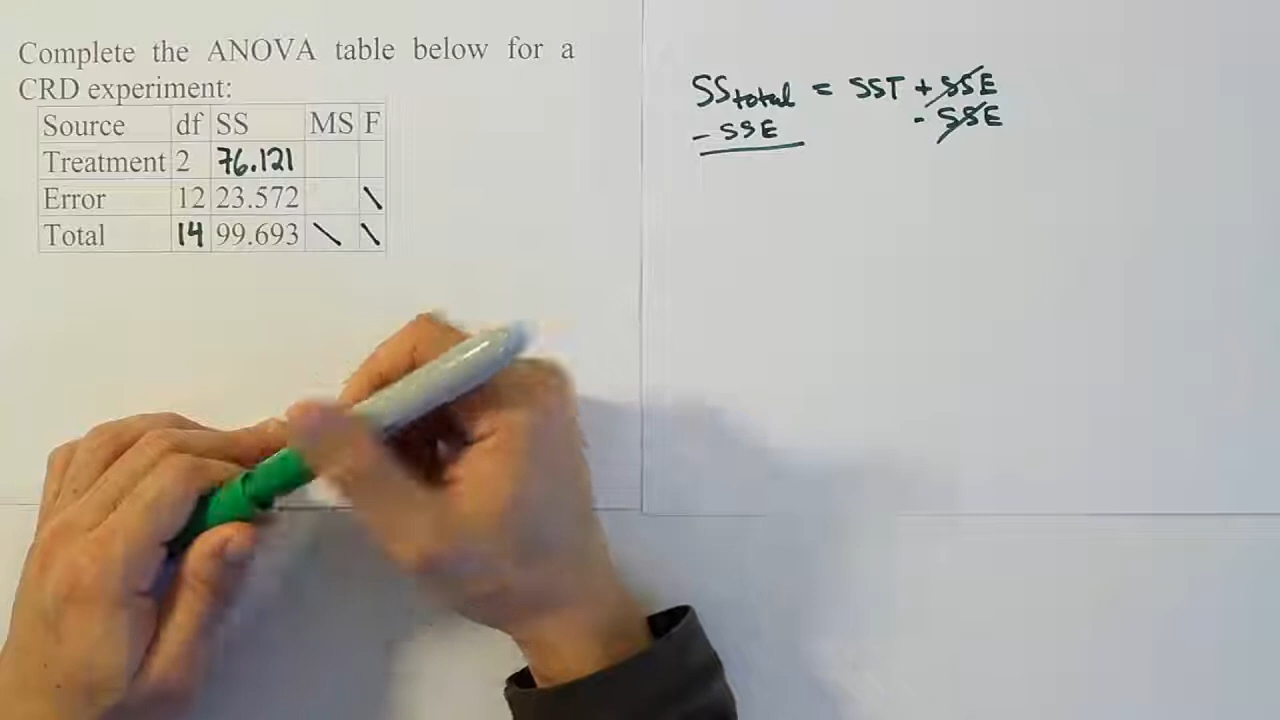 Complete the ANOVA table below for a
CRD experiment:
Source df SS MS F
Treatment 2 76.121
Error 12 23.572 \
Total 14 99.693 \ \
SStotal = SST + SSE
- SSE - SSE